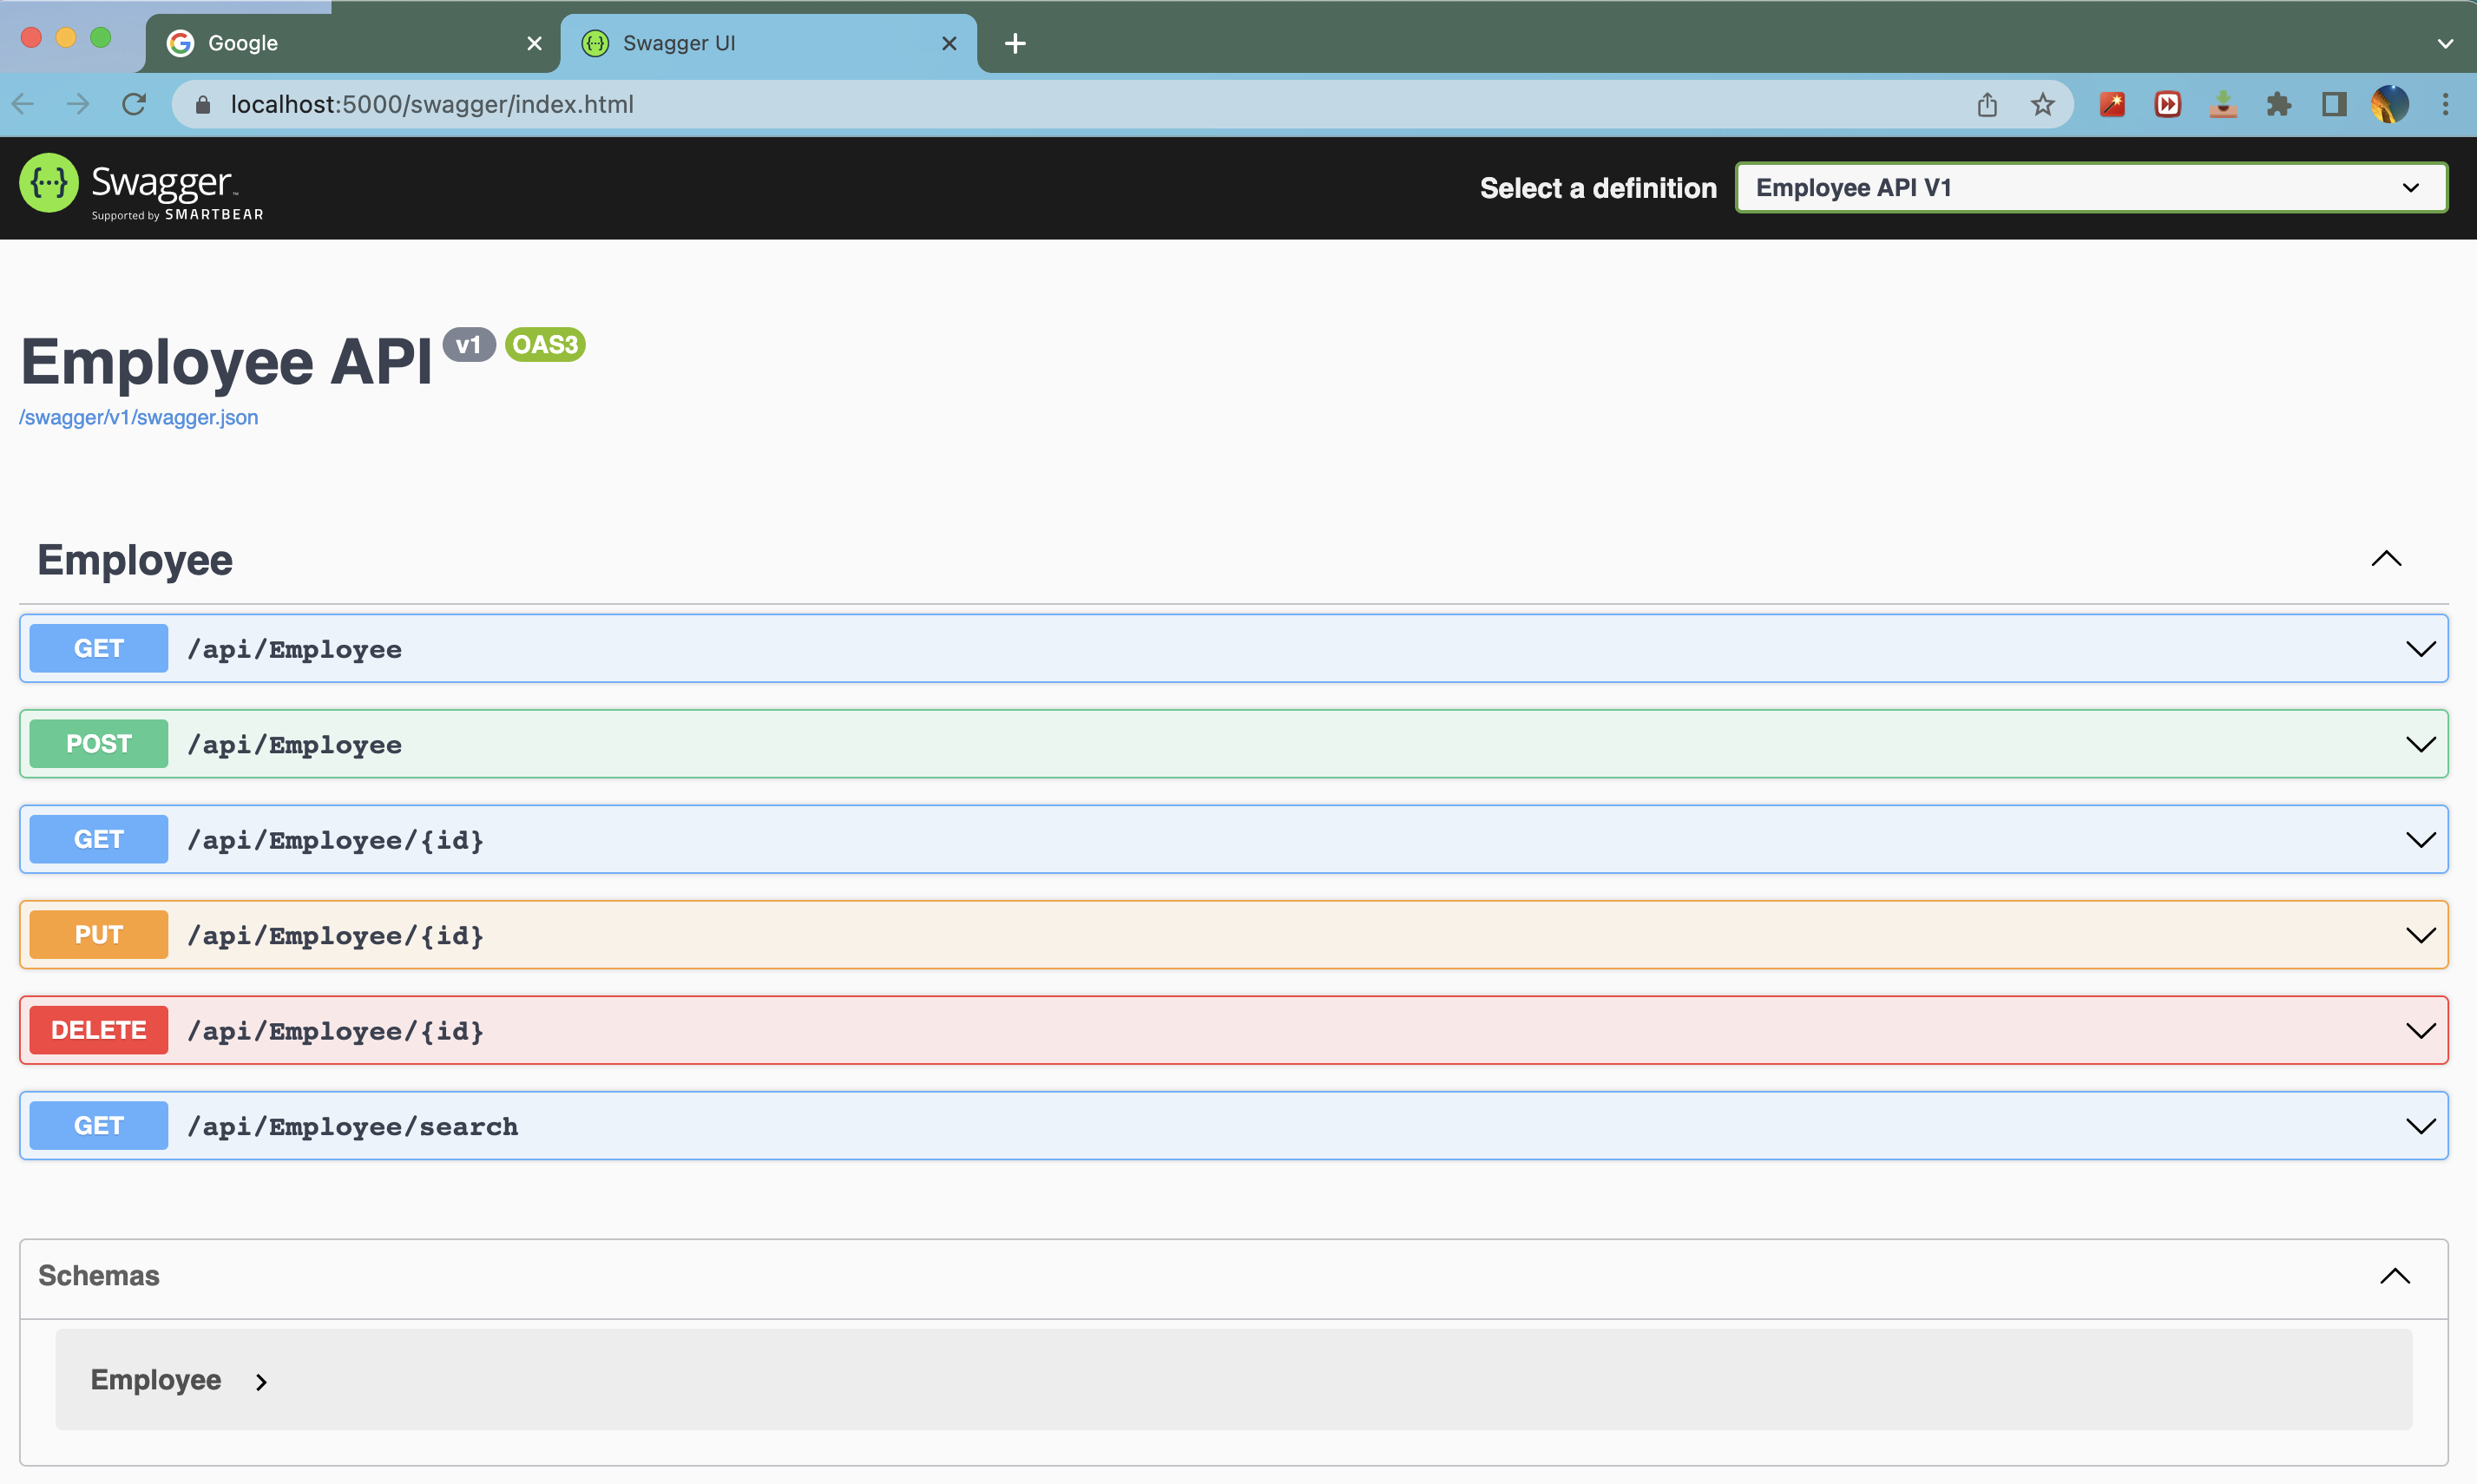 Google
Swagger UI
localhost:5000/swagger/index.html
{···} Swagger™
Supported by SMARTBEAR
Select a definition
Employee API V1
Employee API v1 OAS3
/swagger/v1/swagger.json
Employee
GET /api/Employee
POST /api/Employee
GET /api/Employee/{id}
PUT /api/Employee/{id}
DELETE /api/Employee/{id}
GET /api/Employee/search
Schemas
Employee